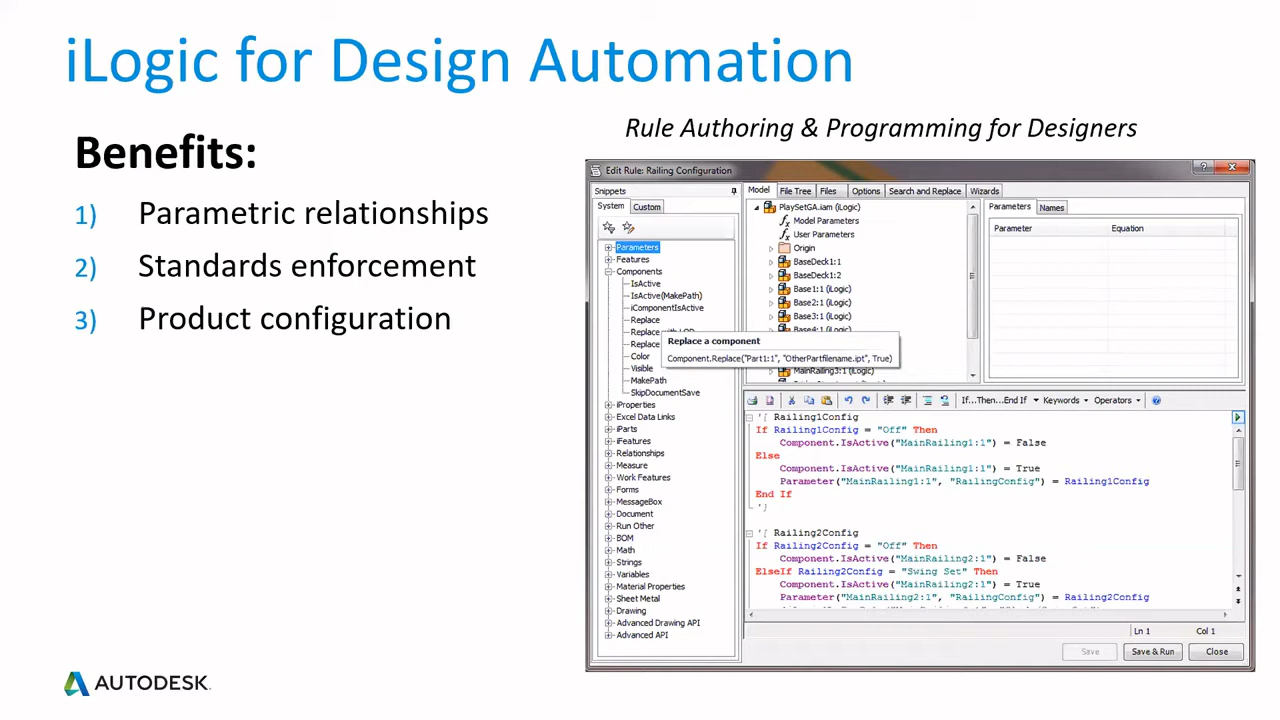 iLogic for Design Automation
Benefits:
1) Parametric relationships
2) Standards enforcement
3) Product configuration
Rule Authoring & Programming for Designers
Edit Rule: Railing Configuration
Snippets
System Custom
Parameters
Features
Components
IsActive
IsActive(MakePath)
iComponentIsActive
Replace
Replace with LOD
Replace
Color
Visible
MakePath
SkipDocumentSave
iProperties
Excel Data Links
iParts
iFeatures
Relationships
Measure
Work Features
Forms
MessageBox
Document
Run Other
BOM
Math
Strings
Variables
Material Properties
Sheet Metal
Drawing
Advanced Drawing API
Advanced API
Model File Tree Files Options Search and Replace Wizards
PlaySetGA.iam (iLogic)
Model Parameters
User Parameters
Origin
BaseDeck1:1
BaseDeck1:2
Base1:1 (iLogic)
Base2:1 (iLogic)
Base3:1 (iLogic)
Base4:1 (iLogic)
Replace a component
Component.Replace("Part1:1", "OtherPartfilename.ipt", True)
MainRailing3:1 (iLogic)
Parameters Names
Parameter Equation
If...Then...End If Keywords Operators
'[ Railing1Config
If Railing1Config = "Off" Then
Component.IsActive("MainRailing1:1") = False
Else
Component.IsActive("MainRailing1:1") = True
Parameter("MainRailing1:1", "RailingConfig") = Railing1Config
End If
']
'[ Railing2Config
If Railing2Config = "Off" Then
Component.IsActive("MainRailing2:1") = False
ElseIf Railing2Config = "Swing Set" Then
Component.IsActive("MainRailing2:1") = True
Parameter("MainRailing2:1", "RailingConfig") = Railing2Config
Ln 1 Col 1
Save Save & Run Close
AUTODESK.